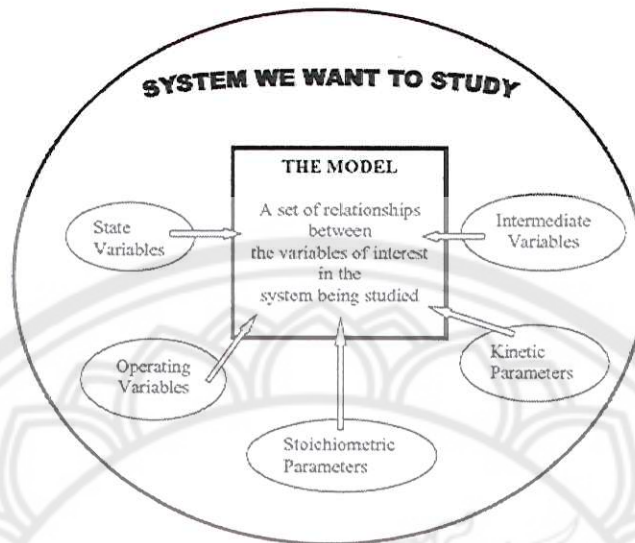 SYSTEM WE WANT TO STUDY
THE MODEL
A set of relationships
between
the variables of interest
in the
system being studied
State
Variables
Intermediate
Variables
Operating
Variables
Kinetic
Parameters
Stoichiometric
Parameters